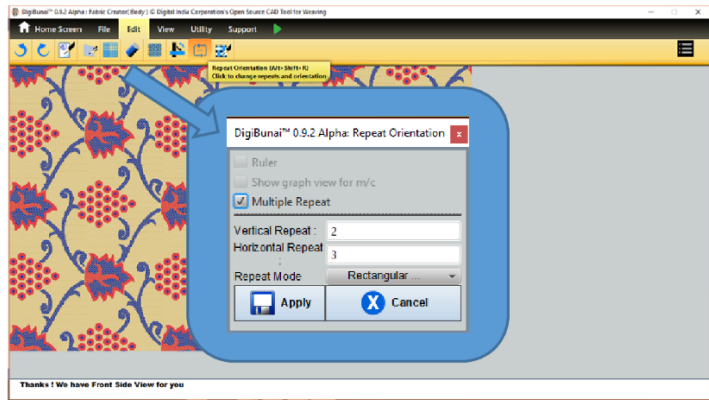 DigiBunai™ 0.9.2 Alpha : Fabric Creator(Body) © Digital India Corporation's Open Source CAD Tool for Weaving
Home Screen File Edit View Utility Support
Repeat Orientation (Alt+Shift+R)
Click to change repeats and orientation
DigiBunai™ 0.9.2 Alpha: Repeat Orientation x
Ruler
Show graph view for m/c
Multiple Repeat
Vertical Repeat : 2
Horizontal Repeat
: 3
Repeat Mode Rectangular ...
Apply X Cancel
Thanks ! We have Front Side View for you